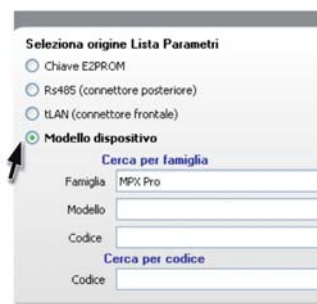 Seleziona origine Lista Parametri
Chiave E2PROM
Rs485 (connettore posteriore)
tLAN (connettore frontale)
Modello dispositivo
Cerca per famiglia
Famiglia MPX Pro
Modello
Codice
Cerca per codice
Codice